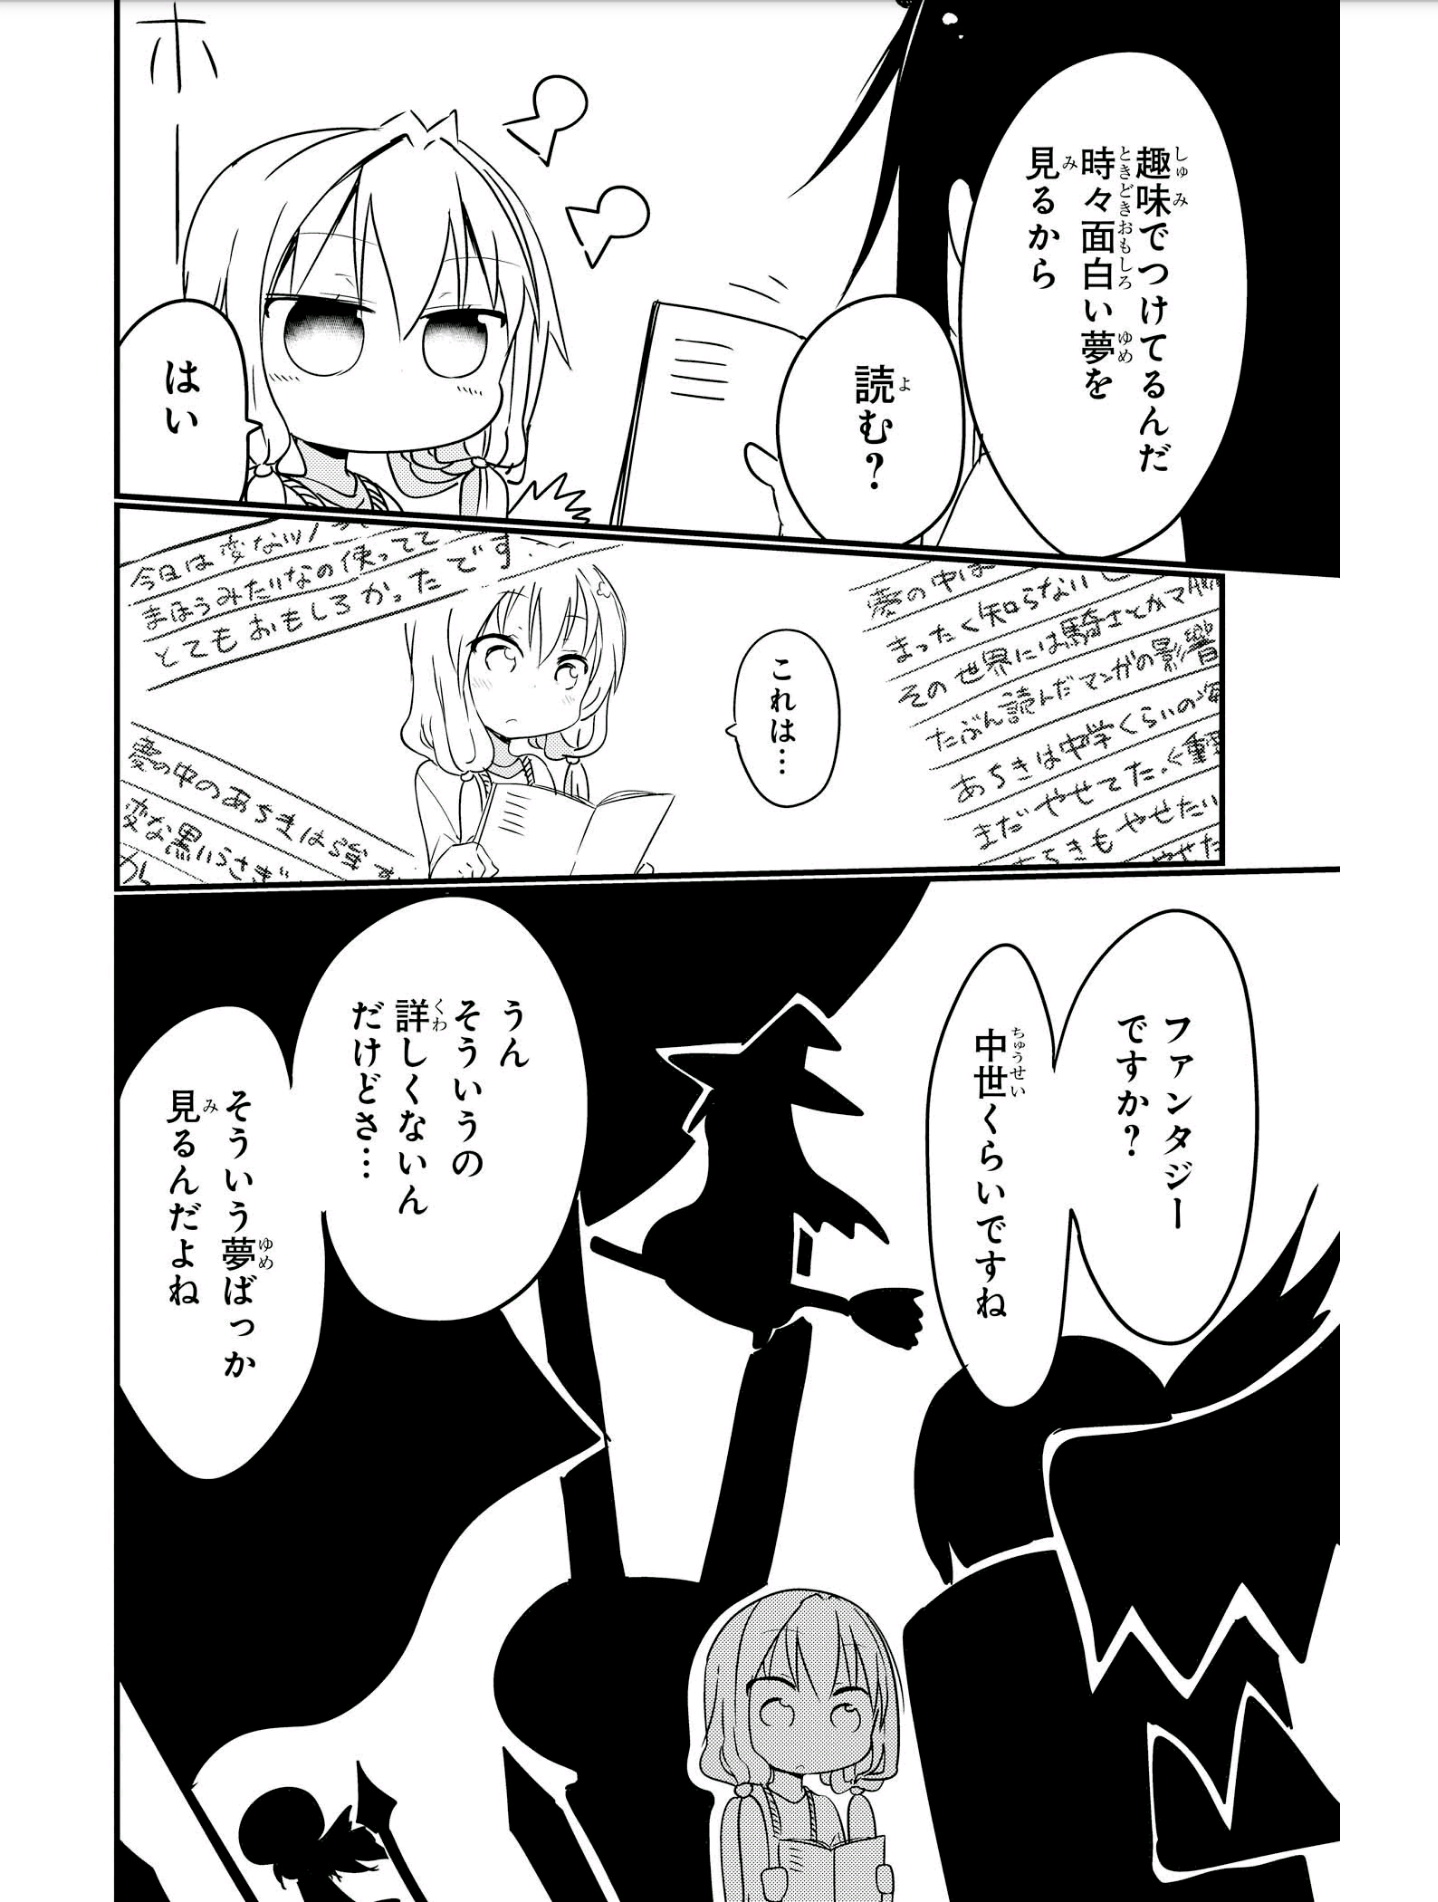 趣味でつけてるんだ
時々面白い夢を
見るから
読む?
ホー
はい
夢の中は
まったく知らない
その世界には騎士とか
たぶん読んだマンガの影響
あちきは中学くらいの
まだやせてた
あちきもやせたい
これは…
今日は変な
まほうみたいなの使ってて
とてもおもしろかったです.
夢の中のあちきは強
変な黒いうさぎ
から
ファンタジー
ですか?
中世くらいですね
うん
そういうの
詳しくないん
だけどさ…
そういう夢ばっか
見るんだよね